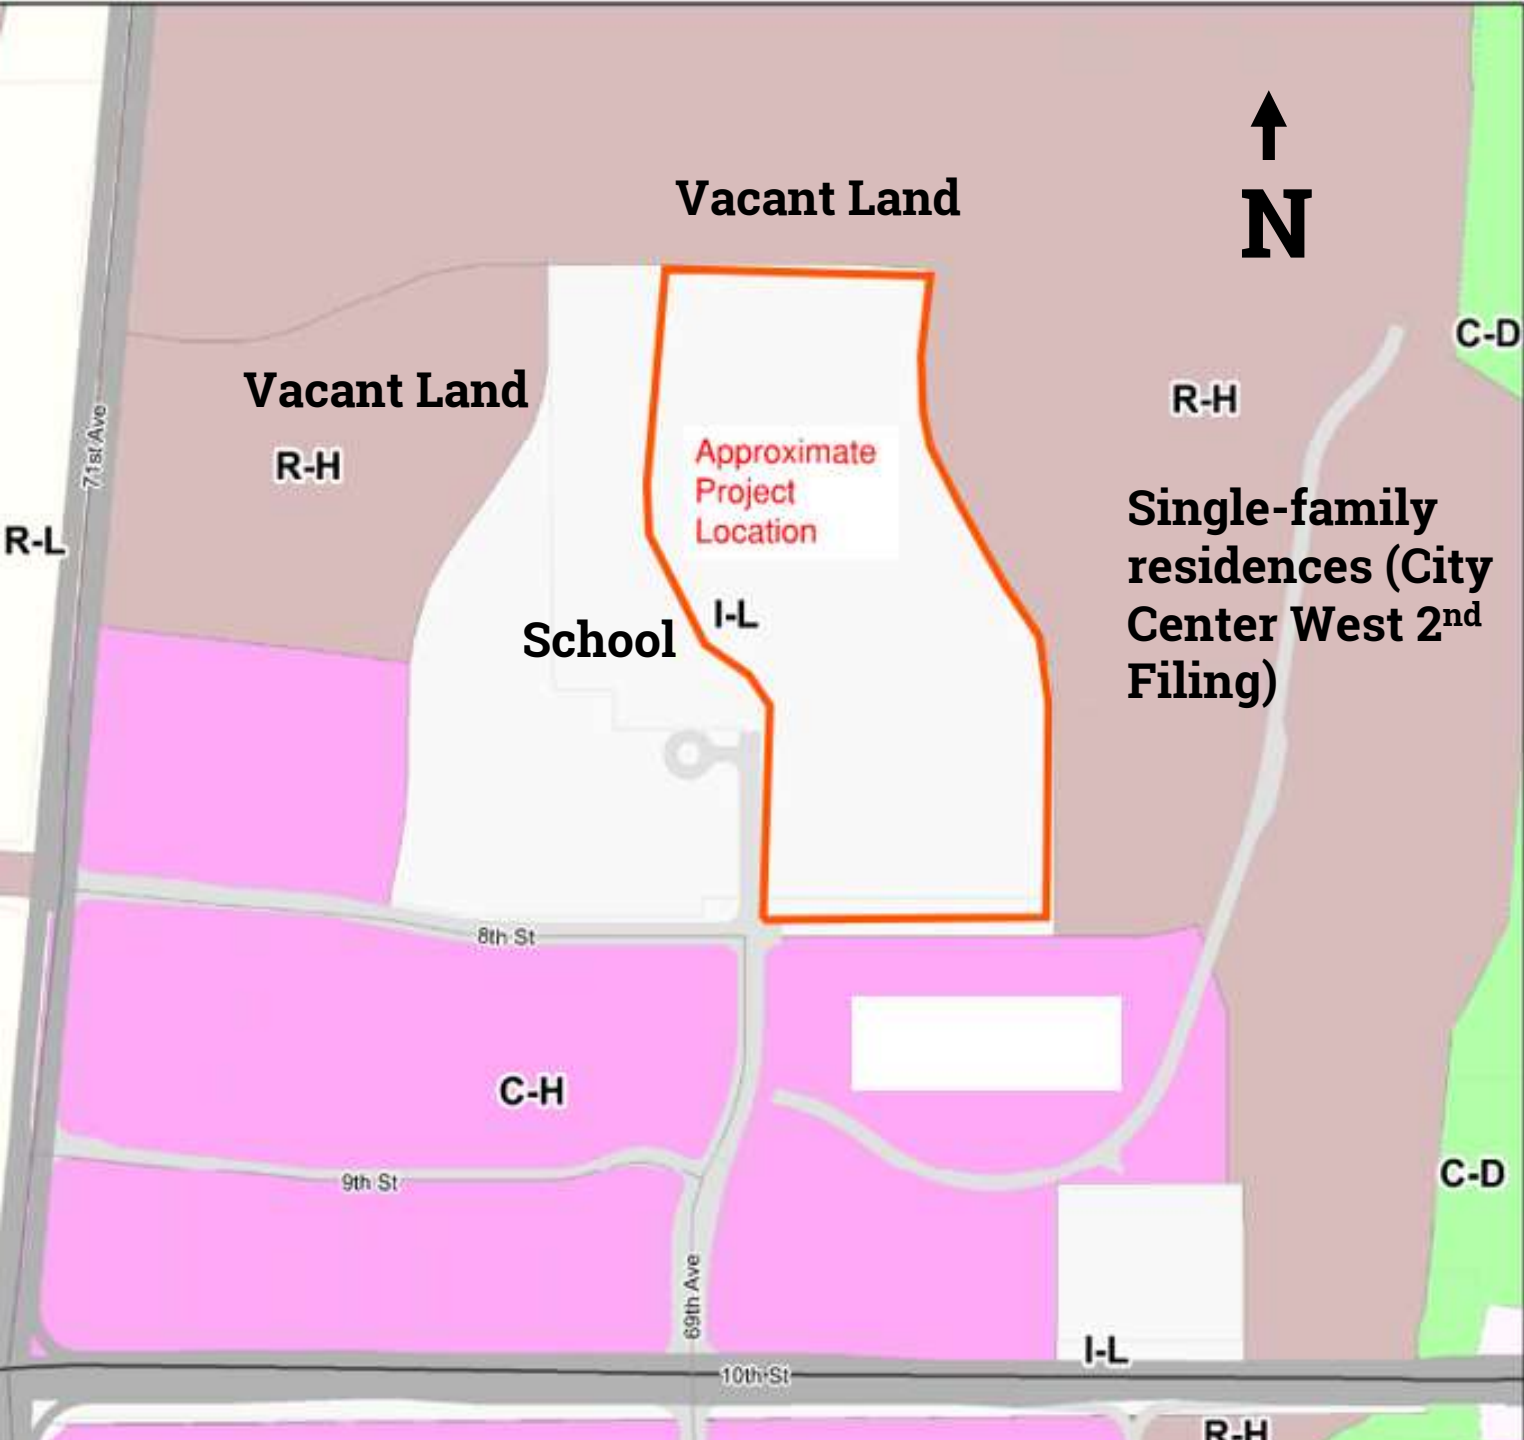 Vacant Land
N
C-D
Vacant Land
R-H
R-H
71st Ave
Approximate
Project
Location
R-L
Single-family
residences (City
Center West 2nd
Filing)
I-L
School
8th St
C-H
9th St
C-D
69th Ave
I-L
10th St
R-H